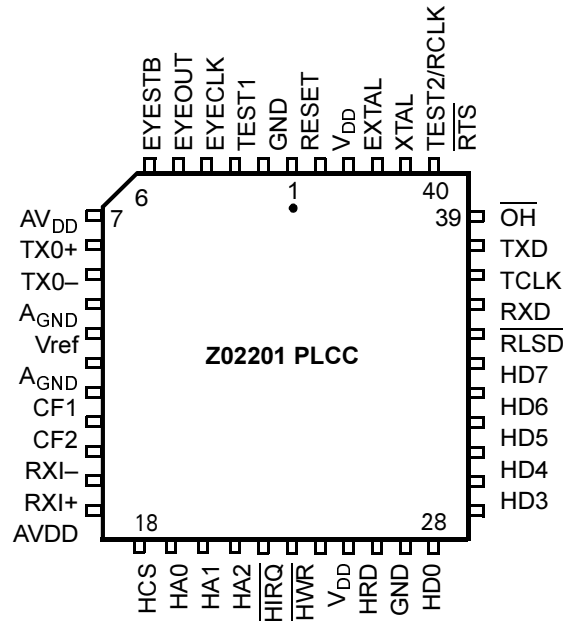 EYESTB
EYEOUT
EYECLK
TEST1
GND
RESET
VDD
EXTAL
XTAL
TEST2/RCLK
RTS
6
1
40
7
39
AVDD
TX0+
TX0–
AGND
Vref
AGND
CF1
CF2
RXI–
RXI+
AVDD
Z02201 PLCC
OH
TXD
TCLK
RXD
RLSD
HD7
HD6
HD5
HD4
HD3
18
28
HCS
HA0
HA1
HA2
HIRQ
HWR
VDD
HRD
GND
HD0